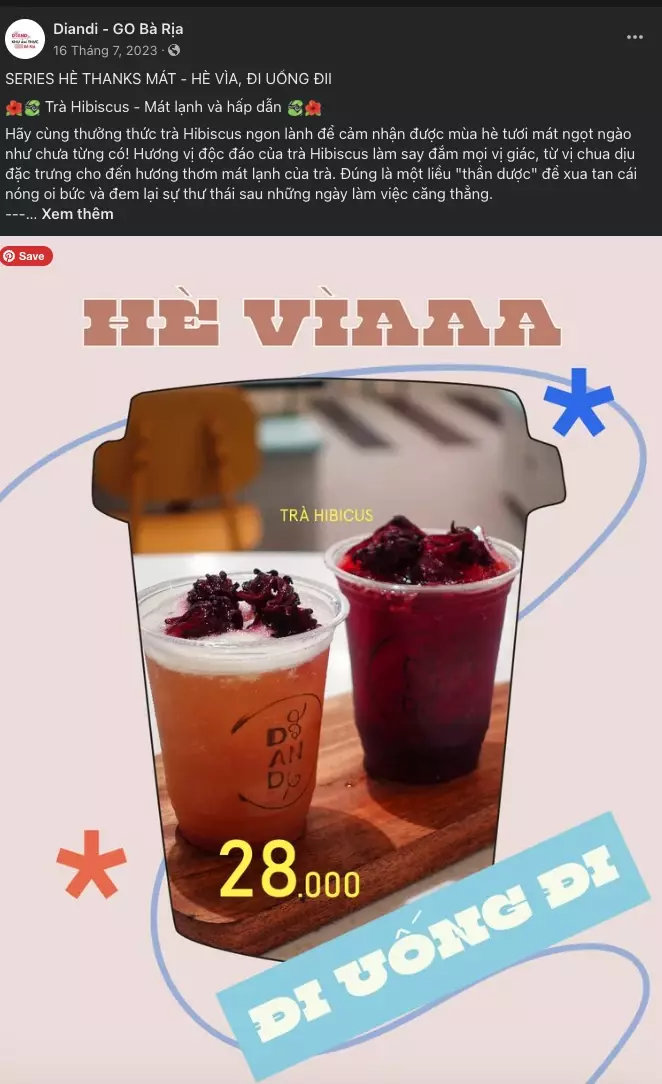 Diandi - GO Bà Rịa
16 Tháng 7, 2023 ·
SERIES HÈ THANKS MÁT - HÈ VÌA, ĐI UỐNG ĐII
Trà Hibiscus - Mát lạnh và hấp dẫn
Hãy cùng thưởng thức trà Hibiscus ngon lành để cảm nhận được mùa hè tươi mát ngọt ngào
như chưa từng có! Hương vị độc đáo của trà Hibiscus làm say đắm mọi vị giác, từ vị chua dịu
đặc trưng cho đến hương thơm mát lạnh của trà. Đúng là một liều "thần dược" để xua tan cái
nóng oi bức và đem lại sự thư thái sau những ngày làm việc căng thẳng.
---... Xem thêm
Save
HÈ VÌAAA
TRÀ HIBICUS
D
AN
D
28.000
ĐI UỐNG ĐI